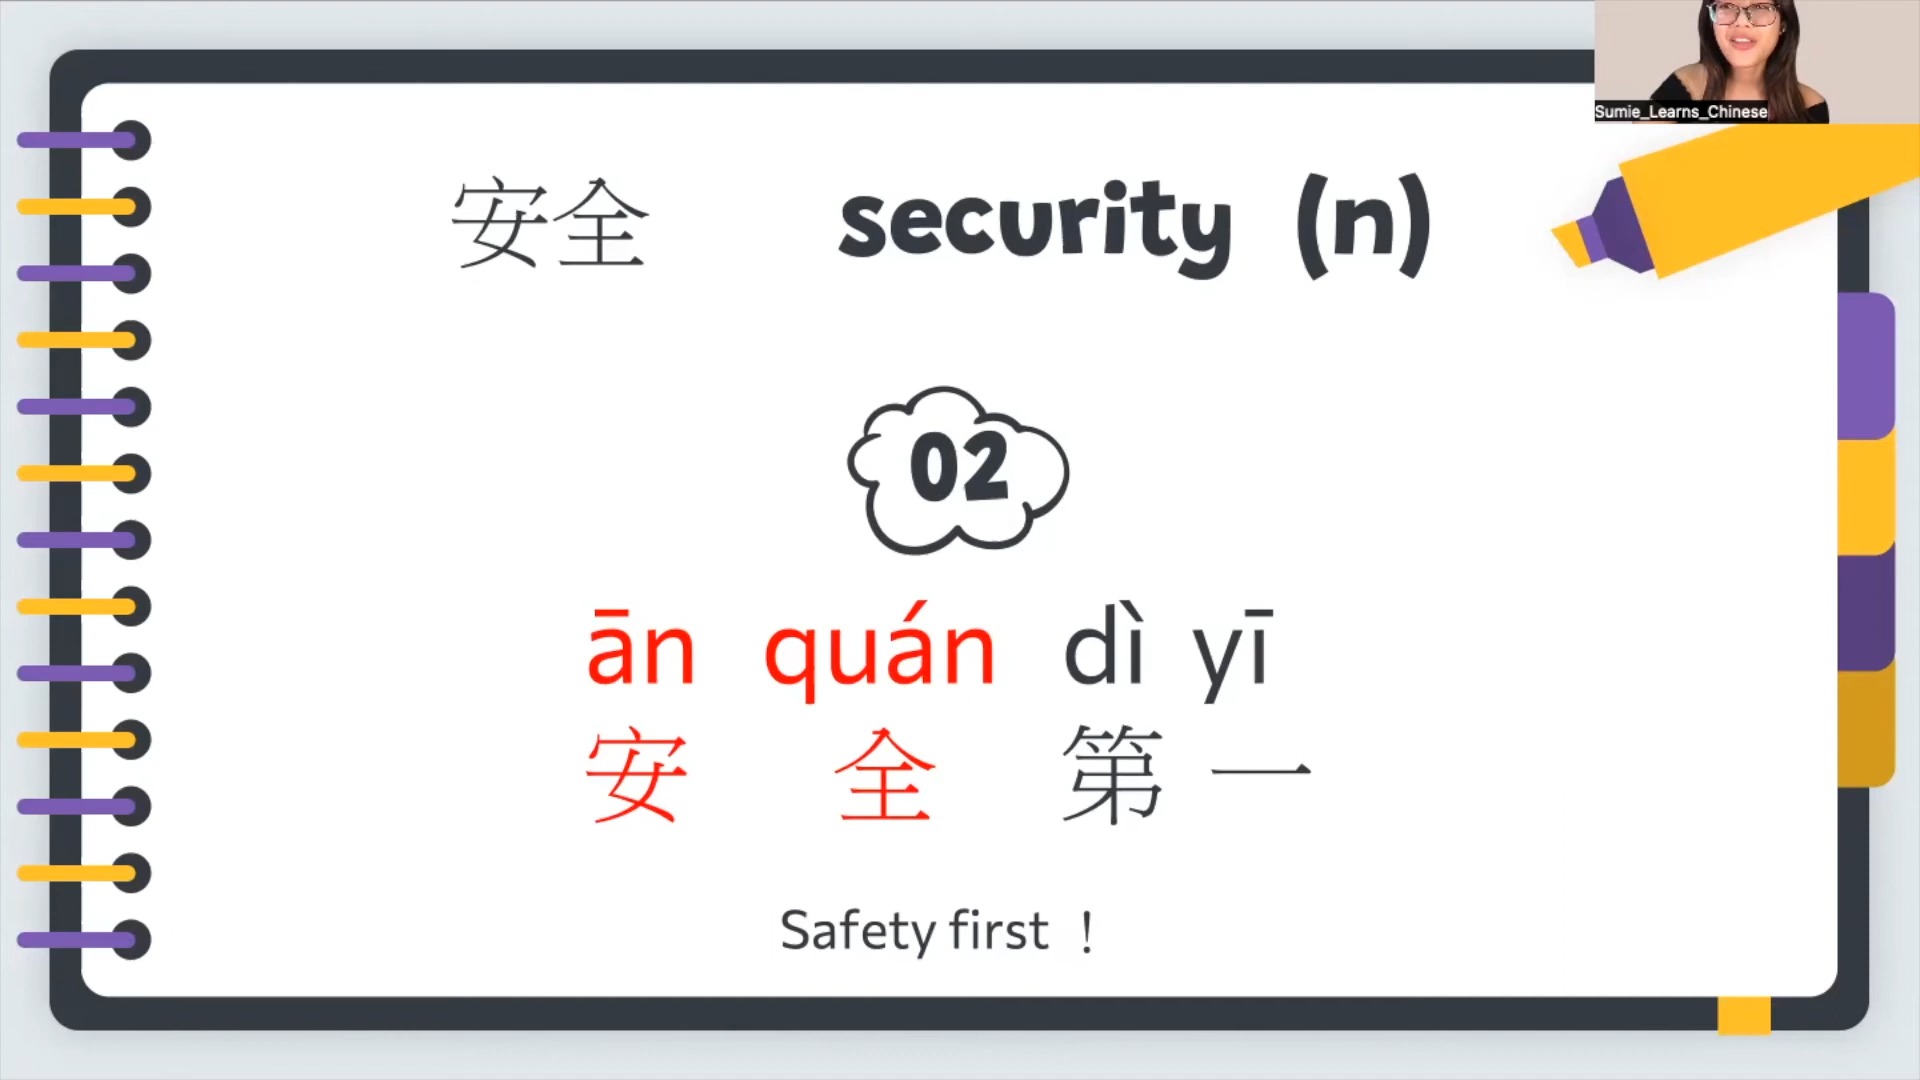 Sumie_Learns_Chinese
安全 security (n)
02
ān quán dì yī
安 全 第 一
Safety first ！